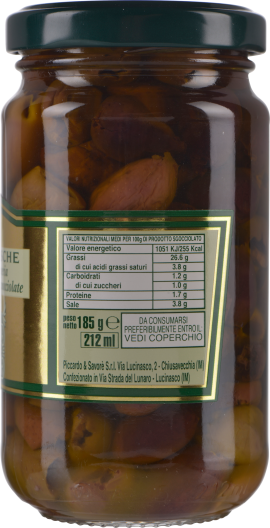 CHE
VALORI NUTRIZIONALI MEDI PER 100g DI PRODOTTO SGOCCIOLATO
Valore energetico 1051 KJ/255 Kcal
Grassi 26.6 g
di cui acidi grassi saturi 3.8 g
Carboidrati 1.2 g
di cui zuccheri 1.0 g
Proteine 1.7 g
Sale 3.8 g
peso netto 185 g e
212 ml
DA CONSUMARSI
PREFERIBILMENTE ENTRO IL
VEDI COPERCHIO
Piccardo & Savorè S.r.l. Via Lucinasco, 2 - Chiusavecchia (IM)
Confezionato in Via Strada del Lunaro - Lucinasco (IM)